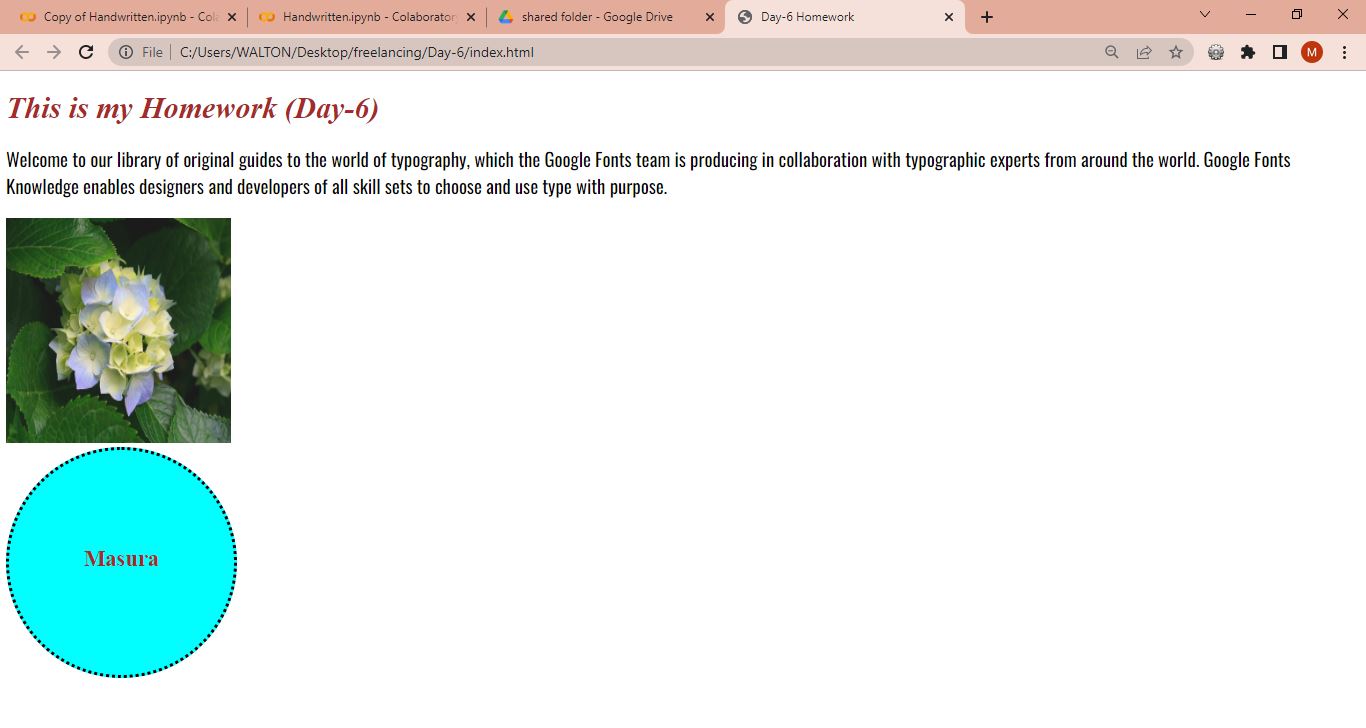 Copy of Handwritten.ipynb - Col
Handwritten.ipynb - Colaboratory
shared folder - Google Drive
Day-6 Homework
File
C:/Users/WALTON/Desktop/freelancing/Day-6/index.html
M
This is my Homework (Day-6)
Welcome to our library of original guides to the world of typography, which the Google Fonts team is producing in collaboration with typographic experts from around the world. Google Fonts
Knowledge enables designers and developers of all skill sets to choose and use type with purpose.
Masura